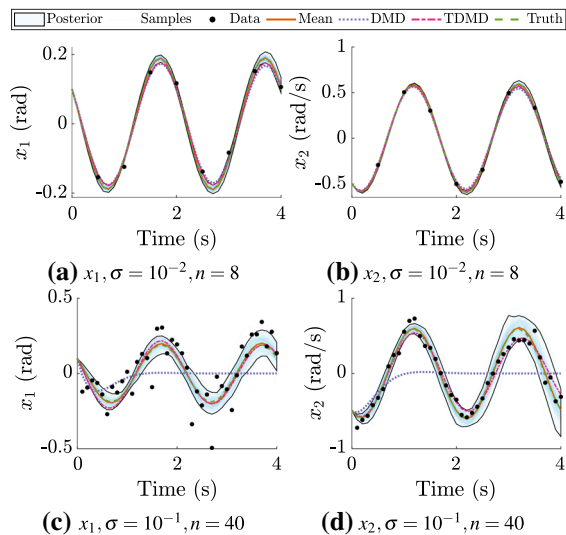 Posterior Samples Data Mean DMD TDMD Truth
0.2
0
-0.2
x₁ (rad)
0 2 4
Time (s)
(a) x₁, σ = 10⁻², n = 8
1
0.5
0
-0.5
x₂ (rad/s)
0 2 4
Time (s)
(b) x₂, σ = 10⁻², n = 8
0.5
0
-0.5
x₁ (rad)
0 2 4
Time (s)
(c) x₁, σ = 10⁻¹, n = 40
1
0
-1
x₂ (rad/s)
0 2 4
Time (s)
(d) x₂, σ = 10⁻¹, n = 40